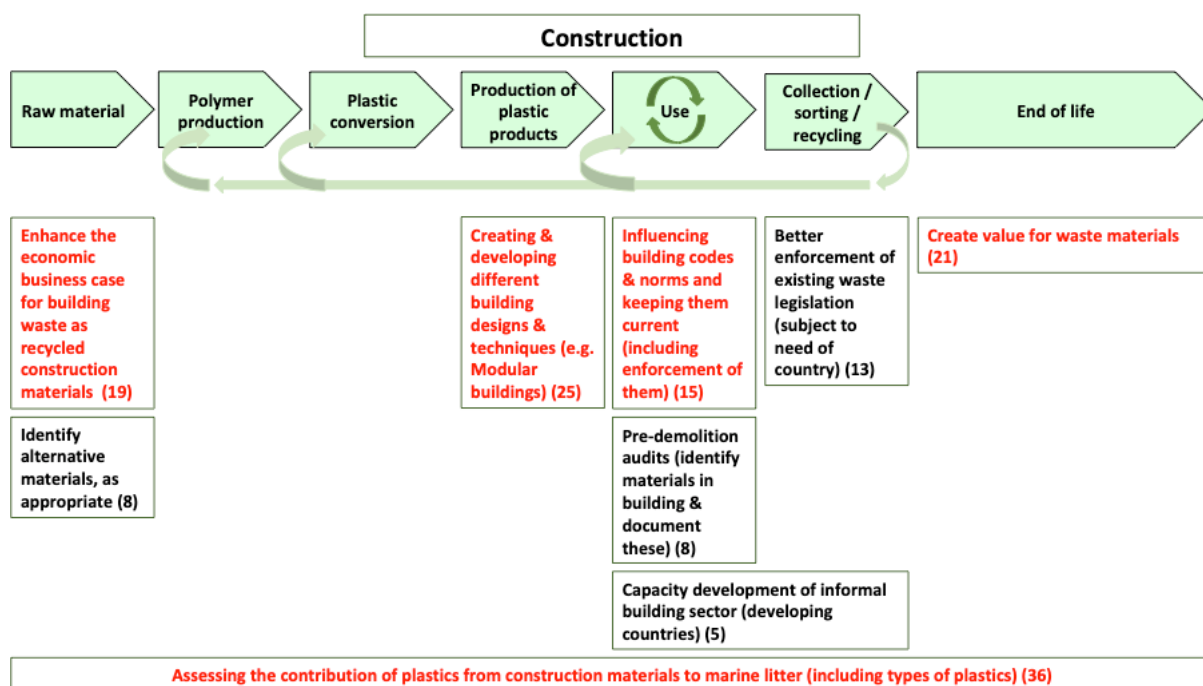 Construction
Raw material
Polymer
production
Plastic
conversion
Production of
plastic
products
Use
Collection /
sorting /
recycling
End of life
Enhance the
economic
business case
for building
waste as
recycled
construction
materials (19)
Identify
alternative
materials, as
appropriate (8)
Creating &
developing
different
building
designs &
techniques (e.g.
Modular
buildings) (25)
Influencing
building codes
& norms and
keeping them
current
(including
enforcement of
them) (15)
Pre-demolition
audits (identify
materials in
building &
document
these) (8)
Better
enforcement of
existing waste
legislation
(subject to
need of
country) (13)
Capacity development of informal
building sector (developing
countries) (5)
Create value for waste materials
(21)
Assessing the contribution of plastics from construction materials to marine litter (including types of plastics) (36)